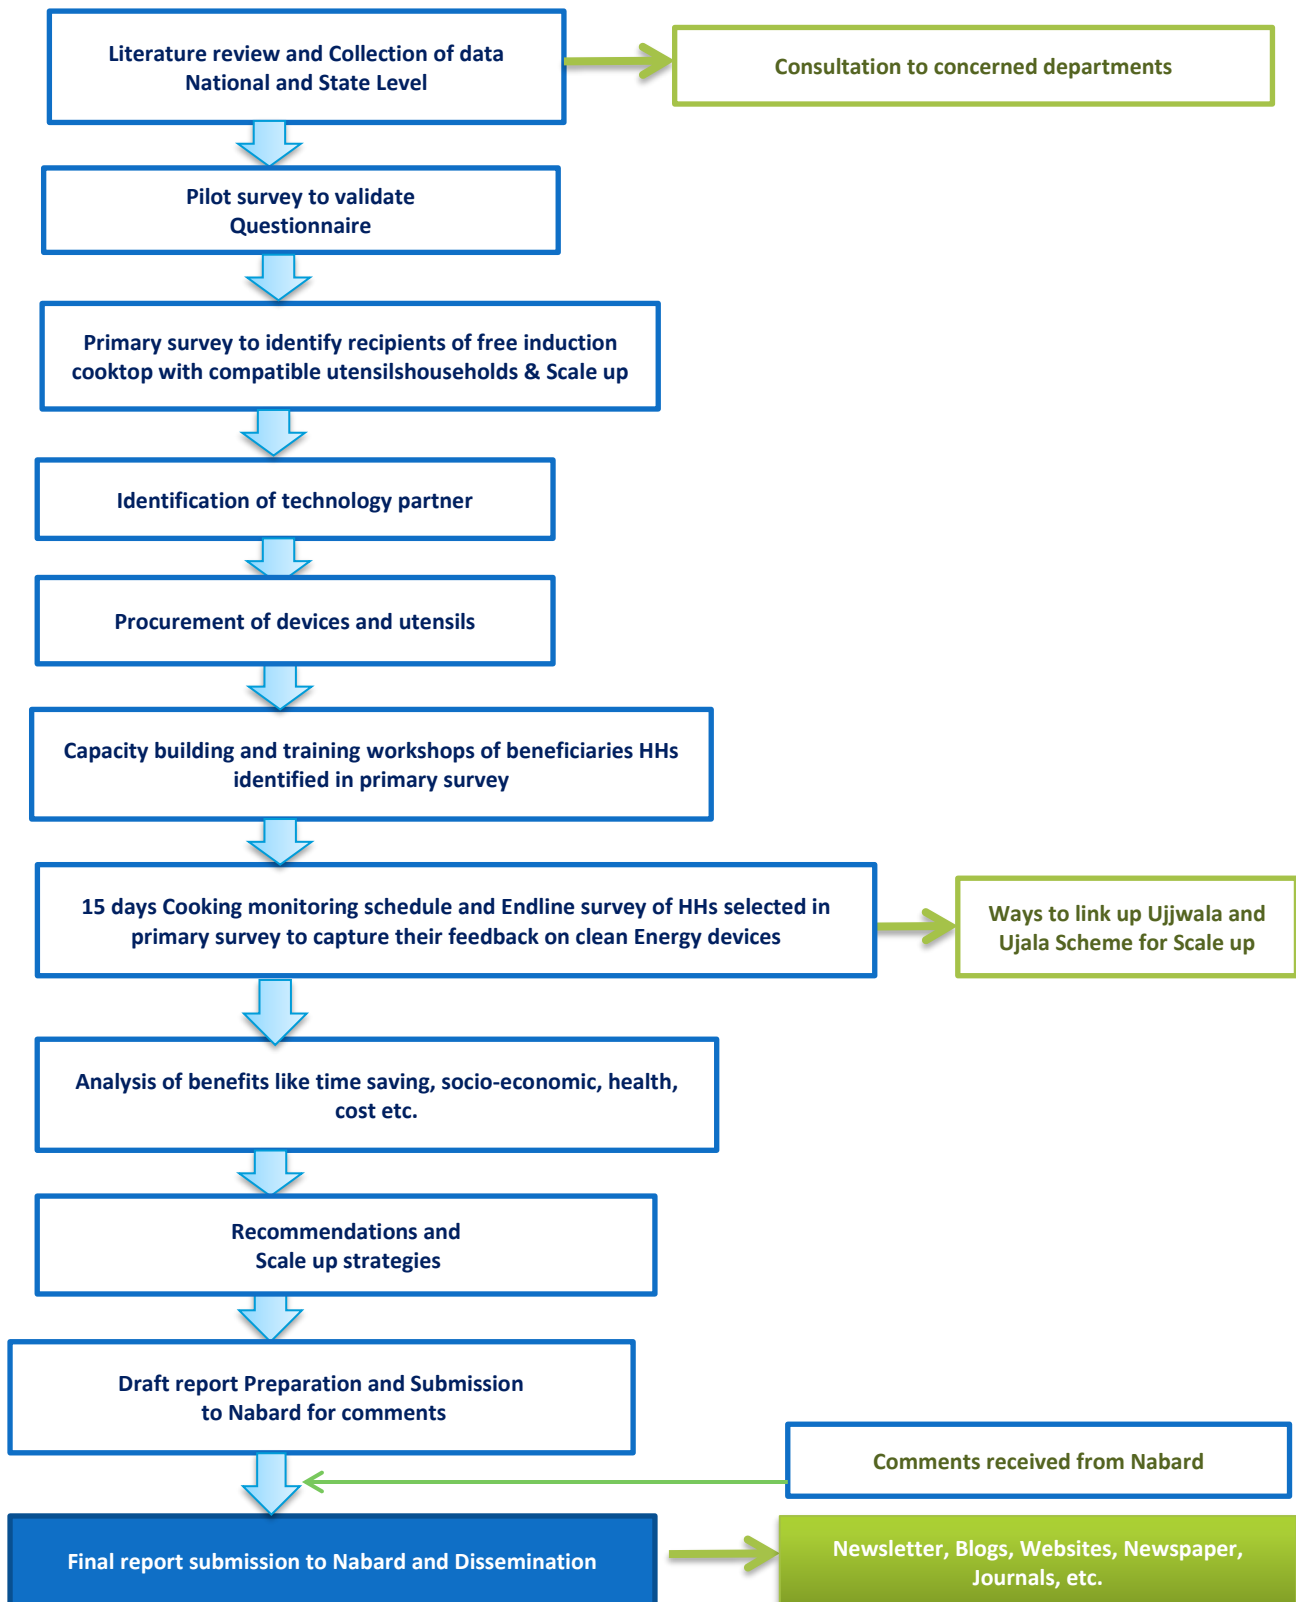 Literature review and Collection of data
National and State Level
Consultation to concerned departments
Pilot survey to validate
Questionnaire
Primary survey to identify recipients of free induction
cooktop with compatible utensilshouseholds & Scale up
Identification of technology partner
Procurement of devices and utensils
Capacity building and training workshops of beneficiaries HHs
identified in primary survey
15 days Cooking monitoring schedule and Endline survey of HHs selected in
primary survey to capture their feedback on clean Energy devices
Ways to link up Ujjwala and
Ujala Scheme for Scale up
Analysis of benefits like time saving, socio-economic, health,
cost etc.
Recommendations and
Scale up strategies
Draft report Preparation and Submission
to Nabard for comments
Comments received from Nabard
Final report submission to Nabard and Dissemination
Newsletter, Blogs, Websites, Newspaper,
Journals, etc.